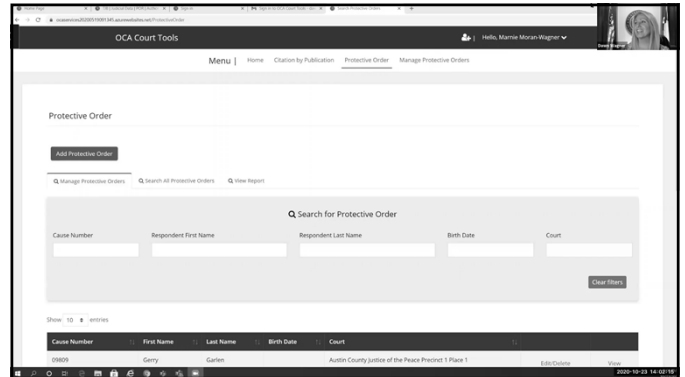 OCA Court Tools
Hello, Marnie Moran-Wagner
Menu | Home Citation by Publication Protective Order Manage Protective Orders
Protective Order
Add Protective Order
Manage Protective Orders Search All Protective Orders View Report
Search for Protective Order
Cause Number Respondent First Name Respondent Last Name Birth Date Court
Clear filters
Show 10 entries
Cause Number First Name Last Name Birth Date Court
09809 Gerry Garlen Austin County Justice of the Peace Precinct 1 Place 1 Edit/Delete View
2020-10-23